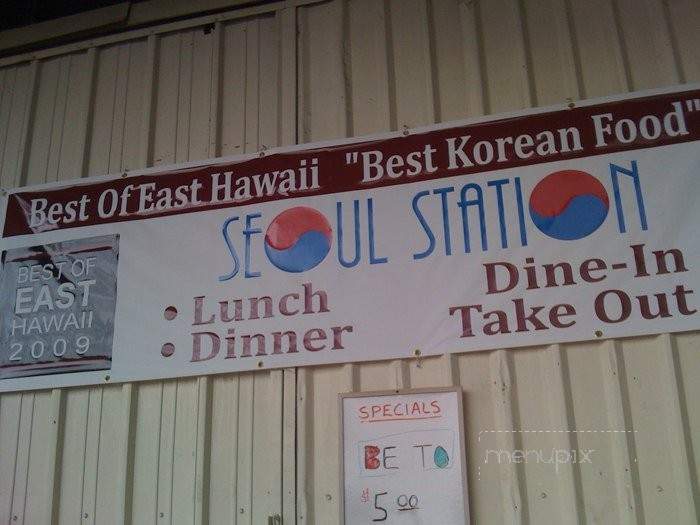 Best Of East Hawaii "Best Korean Food"
SEOUL STATION
BEST OF
EAST
HAWAII
2009
• Lunch
• Dinner
Dine-In
Take Out
SPECIALS
BE TO
$5 00
menupix